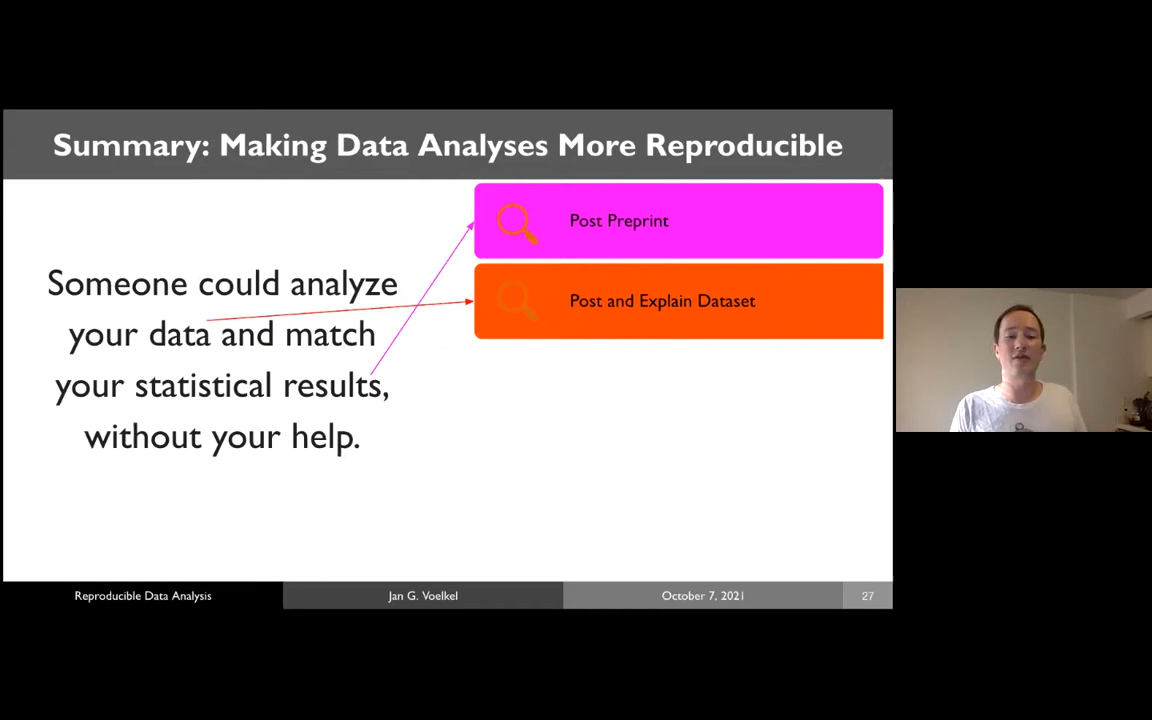 Summary: Making Data Analyses More Reproducible
Someone could analyze
your data and match
your statistical results,
without your help.
Post Preprint
Post and Explain Dataset
Reproducible Data Analysis
Jan G. Voelkel
October 7, 2021
27